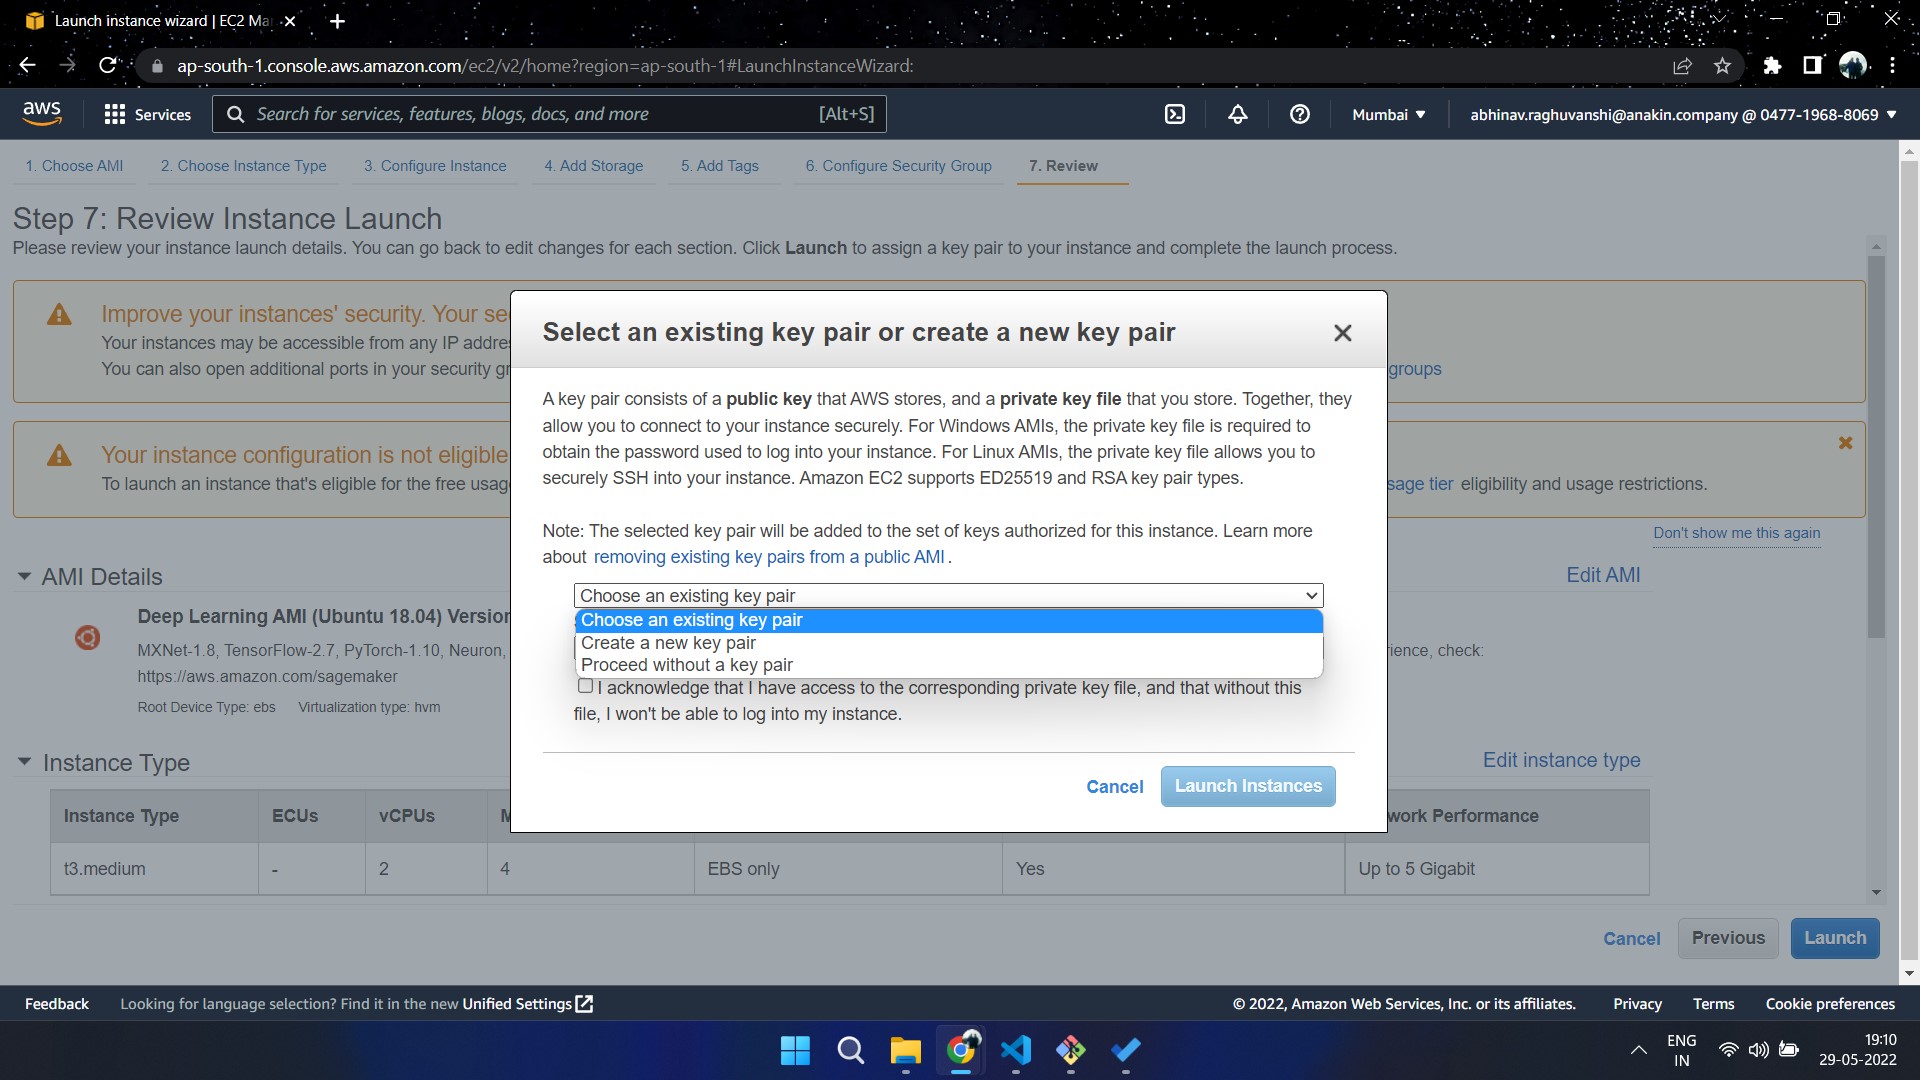 Launch instance wizard | EC2 Ma
ap-south-1.console.aws.amazon.com/ec2/v2/home?region=ap-south-1#LaunchInstanceWizard:
aws
Services
Search for services, features, blogs, docs, and more
[Alt+S]
Mumbai
abhinav.raghuvanshi@anakin.company @ 0477-1968-8069
1. Choose AMI
2. Choose Instance Type
3. Configure Instance
4. Add Storage
5. Add Tags
6. Configure Security Group
7. Review
Step 7: Review Instance Launch
Please review your instance launch details. You can go back to edit changes for each section. Click Launch to assign a key pair to your instance and complete the launch process.
Improve your instances' security. Your se
Your instances may be accessible from any IP addre
You can also open additional ports in your security gr
groups
Your instance configuration is not eligible
To launch an instance that's eligible for the free usag
sage tier eligibility and usage restrictions.
Don't show me this again
Select an existing key pair or create a new key pair
A key pair consists of a public key that AWS stores, and a private key file that you store. Together, they
allow you to connect to your instance securely. For Windows AMIs, the private key file is required to
obtain the password used to log into your instance. For Linux AMIs, the private key file allows you to
securely SSH into your instance. Amazon EC2 supports ED25519 and RSA key pair types.
Note: The selected key pair will be added to the set of keys authorized for this instance. Learn more
about removing existing key pairs from a public AMI .
Choose an existing key pair
Choose an existing key pair
Create a new key pair
Proceed without a key pair
I acknowledge that I have access to the corresponding private key file, and that without this
file, I won't be able to log into my instance.
Cancel
Launch Instances
AMI Details
Edit AMI
Deep Learning AMI (Ubuntu 18.04) Version
MXNet-1.8, TensorFlow-2.7, PyTorch-1.10, Neuron,
rience, check:
https://aws.amazon.com/sagemaker
Root Device Type: ebs
Virtualization type: hvm
Instance Type
Edit instance type
Instance Type
ECUs
vCPUs
M
work Performance
t3.medium
-
2
4
EBS only
Yes
Up to 5 Gigabit
Cancel
Previous
Launch
Feedback
Looking for language selection? Find it in the new Unified Settings
© 2022, Amazon Web Services, Inc. or its affiliates.
Privacy
Terms
Cookie preferences
ENG
IN
19:10
29-05-2022